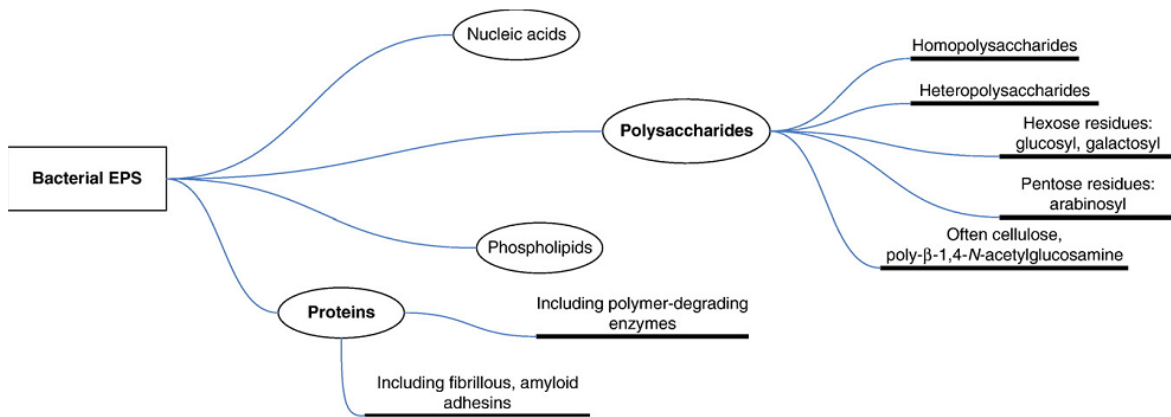 Nucleic acids
Homopolysaccharides
Heteropolysaccharides
Polysaccharides
Hexose residues:
glucosyl, galactosyl
Bacterial EPS
Pentose residues:
arabinosyl
Often cellulose,
poly-β-1,4-N-acetylglucosamine
Phospholipids
Proteins
Including polymer-degrading
enzymes
Including fibrillous, amyloid
adhesins